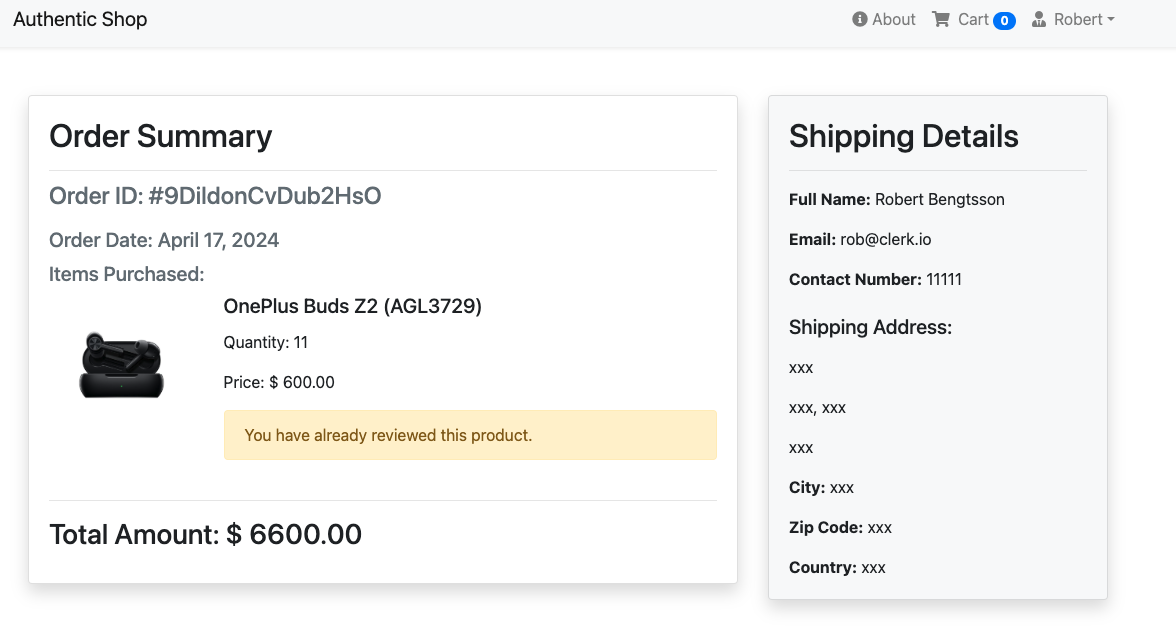 Authentic Shop
About Cart 0 Robert
Order Summary
Order ID: #9DildonCvDub2HsO
Order Date: April 17, 2024
Items Purchased:
OnePlus Buds Z2 (AGL3729)
Quantity: 11
Price: $ 600.00
You have already reviewed this product.
Total Amount: $ 6600.00
Shipping Details
Full Name: Robert Bengtsson
Email: rob@clerk.io
Contact Number: 11111
Shipping Address:
xxx
xxx, xxx
xxx
City: xxx
Zip Code: xxx
Country: xxx